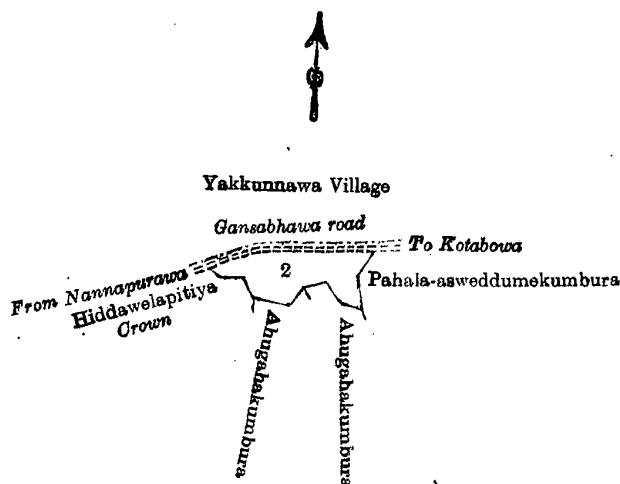 Yakkunnawa Village
Gansabhawa road
To Kotabowa
2
From Nannapurawa
Hiddawelapitiya
Crown
Pahala-asweddumekumbura
Ahugahakumbura
Ahugahakumbura